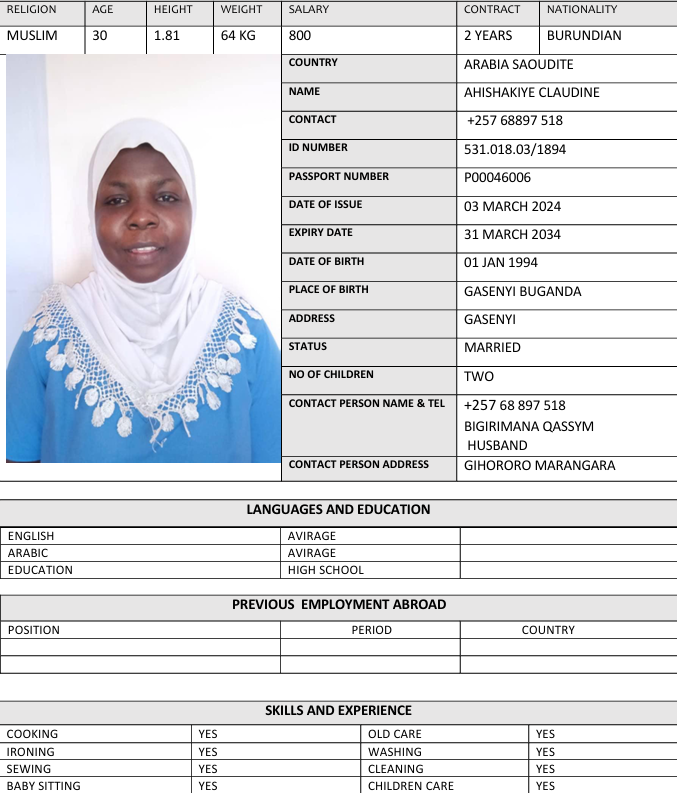 RELIGION AGE HEIGHT WEIGHT SALARY CONTRACT NATIONALITY
MUSLIM 30 1.81 64 KG 800 2 YEARS BURUNDIAN
COUNTRY ARABIA SAOUDITE
NAME AHISHAKIYE CLAUDINE
CONTACT +257 68897 518
ID NUMBER 531.018.03/1894
PASSPORT NUMBER P00046006
DATE OF ISSUE 03 MARCH 2024
EXPIRY DATE 31 MARCH 2034
DATE OF BIRTH 01 JAN 1994
PLACE OF BIRTH GASENYI BUGANDA
ADDRESS GASENYI
STATUS MARRIED
NO OF CHILDREN TWO
CONTACT PERSON NAME & TEL +257 68 897 518
BIGIRIMANA QASSYM
HUSBAND
CONTACT PERSON ADDRESS GIHORORO MARANGARA
LANGUAGES AND EDUCATION
ENGLISH AVIRAGE
ARABIC AVIRAGE
EDUCATION HIGH SCHOOL
PREVIOUS EMPLOYMENT ABROAD
POSITION PERIOD COUNTRY
SKILLS AND EXPERIENCE
COOKING YES OLD CARE YES
IRONING YES WASHING YES
SEWING YES CLEANING YES
BABY SITTING YES CHILDREN CARE YES